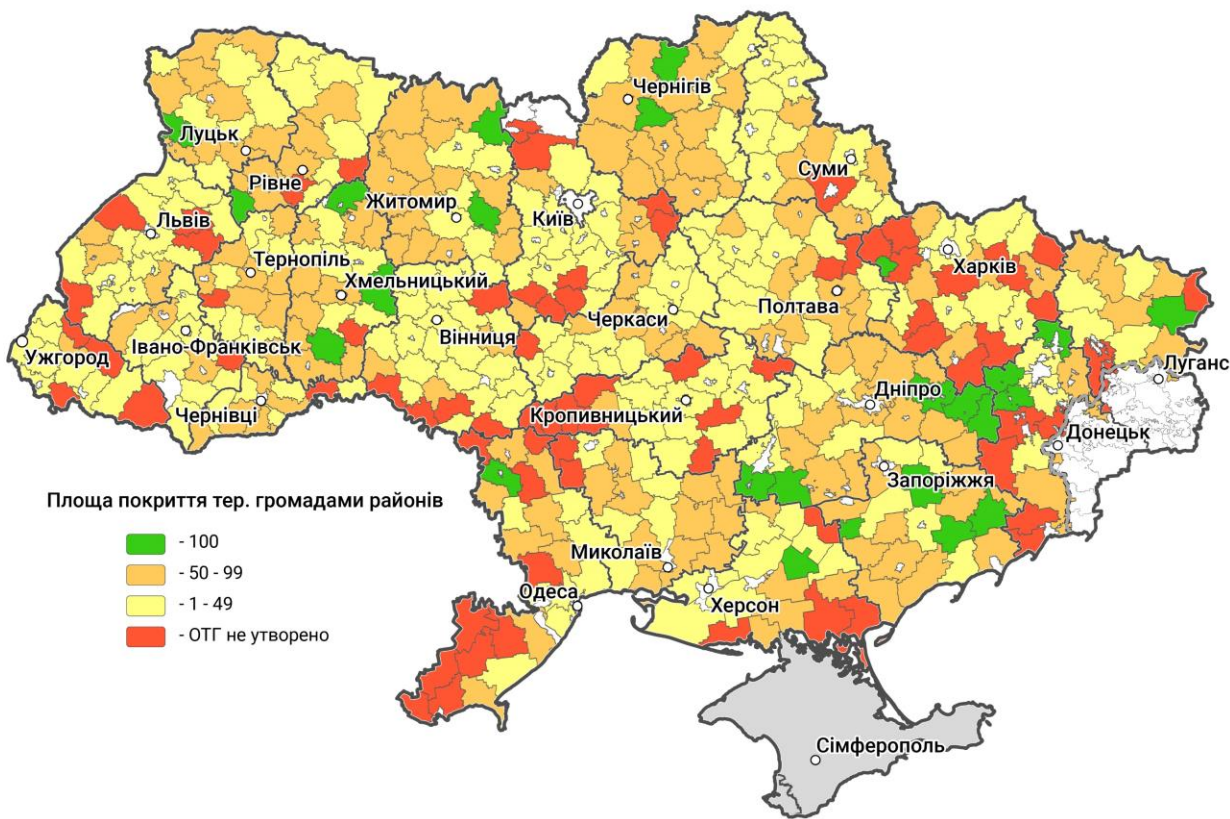 Чернігів
Луцьк
Суми
Рівне
Житомир
Київ
Львів
Харків
Тернопіль
Хмельницький
Полтава
Черкаси
Вінниця
Івано-Франківськ
Ужгород
Луганс
Дніпро
Чернівці
Кропивницький
Донецьк
Запоріжжя
Площа покриття тер. громадами районів
- 100
- 50 - 99
- 1 - 49
- ОТГ не утворено
Миколаїв
Одеса
Херсон
Сімферополь